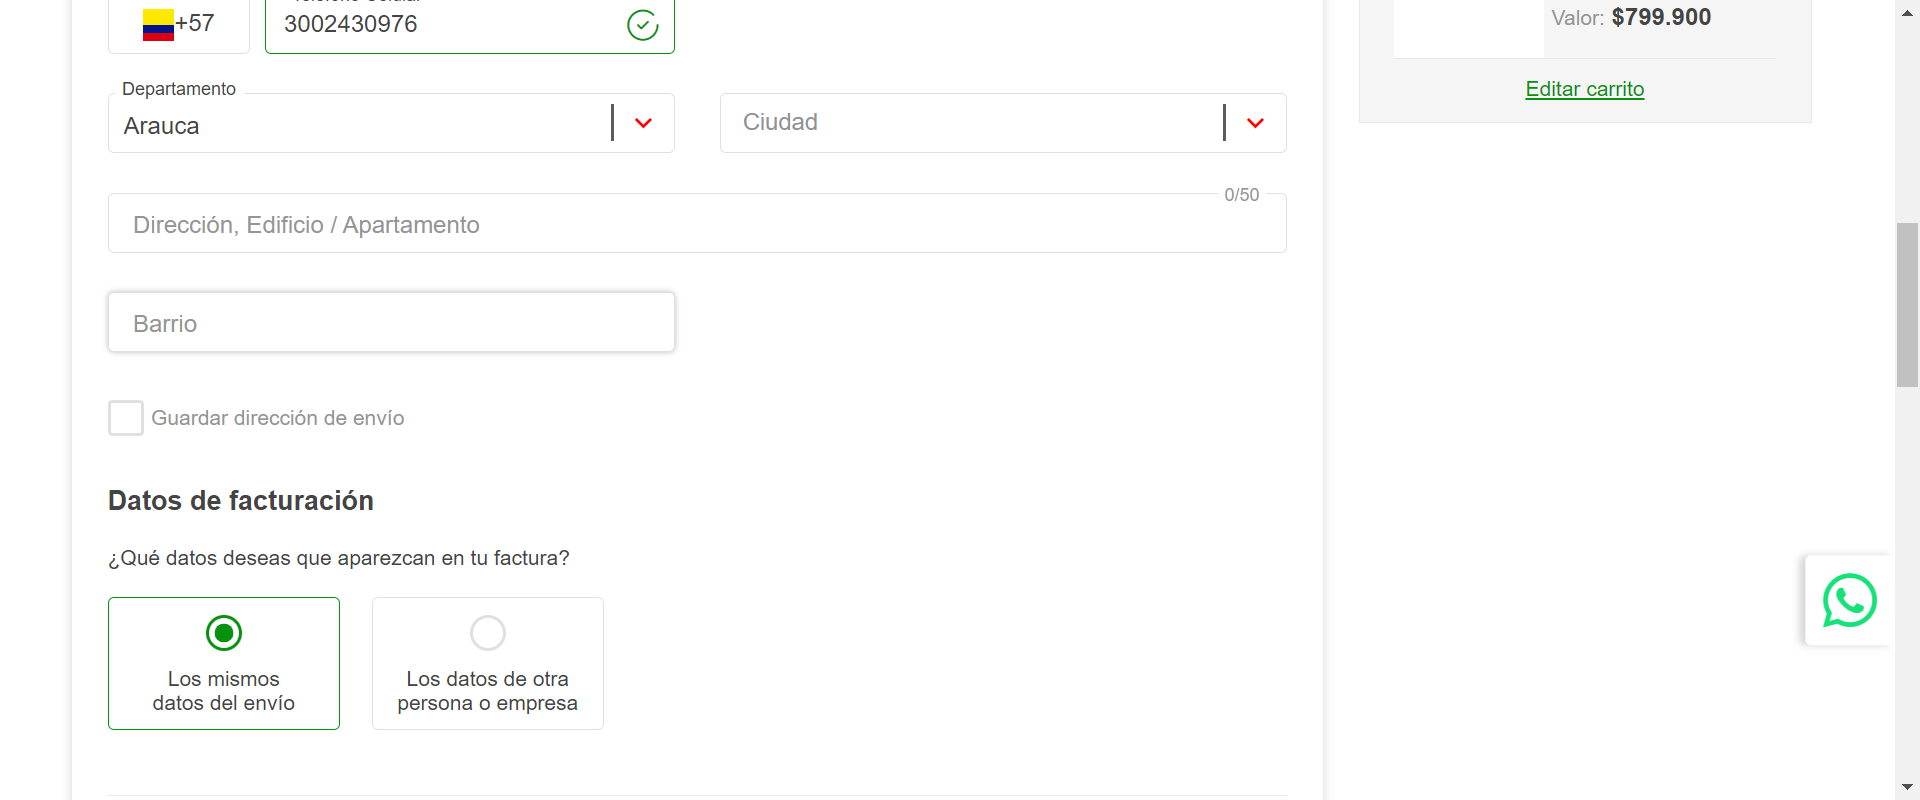 +57
3002430976
Valor: $799.900
Editar carrito
Departamento
Arauca
Ciudad
0/50
Dirección, Edificio / Apartamento
Barrio
Guardar dirección de envío
Datos de facturación
¿Qué datos deseas que aparezcan en tu factura?
Los mismos
datos del envío
Los datos de otra
persona o empresa